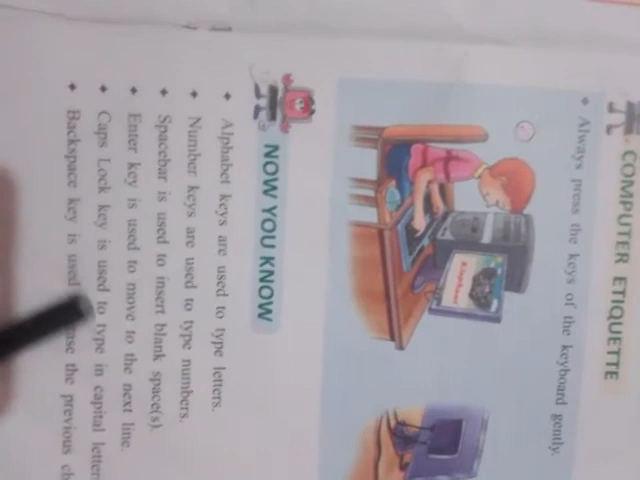 COMPUTER ETIQUETTE
◆ Always press the keys of the keyboard gently.
NOW YOU KNOW
◆ Alphabet keys are used to type letters.
◆ Number keys are used to type numbers.
◆ Spacebar is used to insert blank space(s).
◆ Enter key is used to move to the next line.
◆ Caps Lock key is used to type in capital letter
◆ Backspace key is used the previous